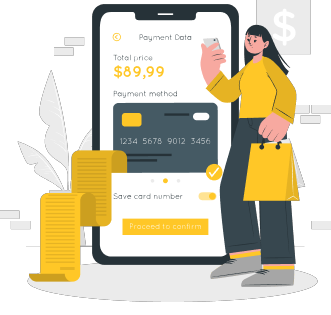 Payment Data
Total price
$89,99
Payment method
1234 5678 9012 3456
Save card number
Proceed to confirm
$